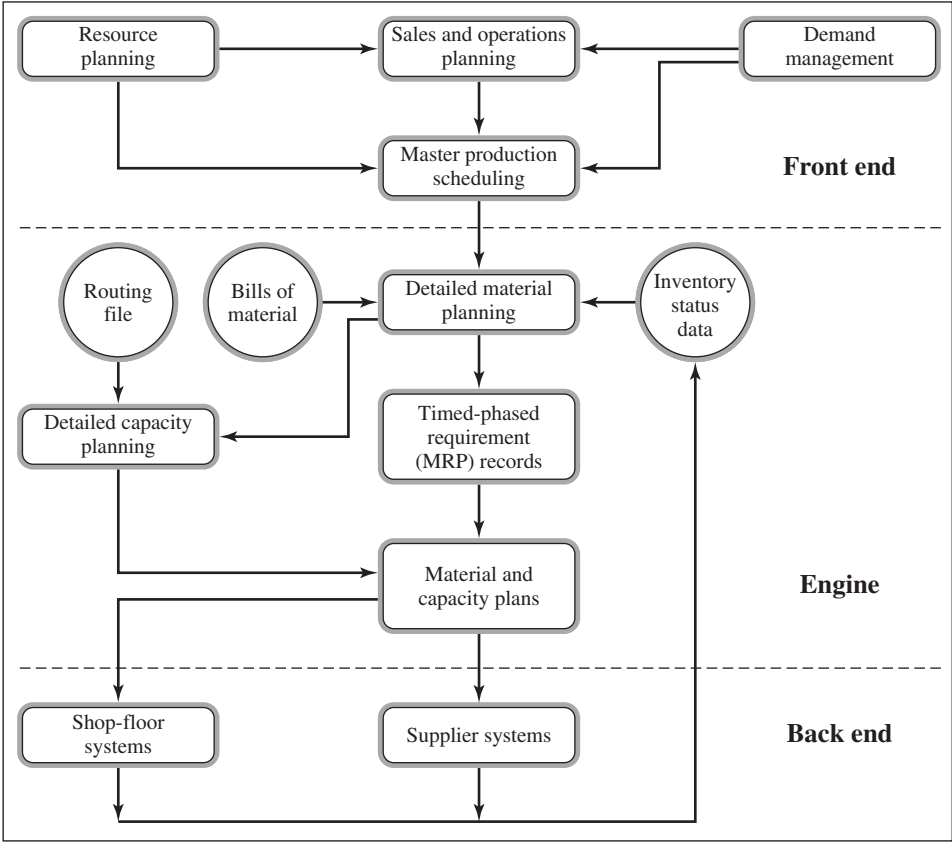 Resource
planning
Sales and operations
planning
Demand
management
Master production
scheduling
Front end
Routing
file
Bills of
material
Detailed material
planning
Inventory
status
data
Detailed capacity
planning
Timed-phased
requirement
(MRP) records
Material and
capacity plans
Engine
Shop-floor
systems
Supplier systems
Back end